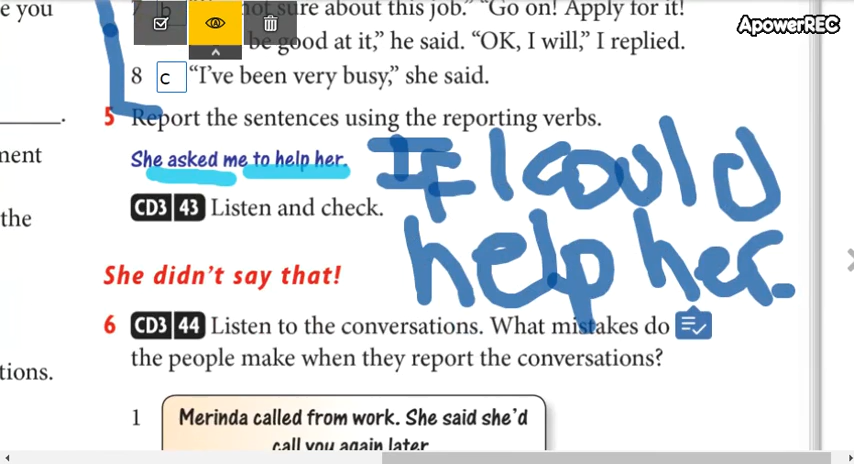 e you
7 b not sure about this job." "Go on! Apply for it!
be good at it," he said. "OK, I will," I replied.
ApowerREC
8 c "I've been very busy," she said.
5 Report the sentences using the reporting verbs.
She asked me to help her.
If I could
help her.
ment
CD3 43 Listen and check.
the
She didn't say that!
6 CD3 44 Listen to the conversations. What mistakes do
the people make when they report the conversations?
tions.
1 Merinda called from work. She said she'd
call you again later